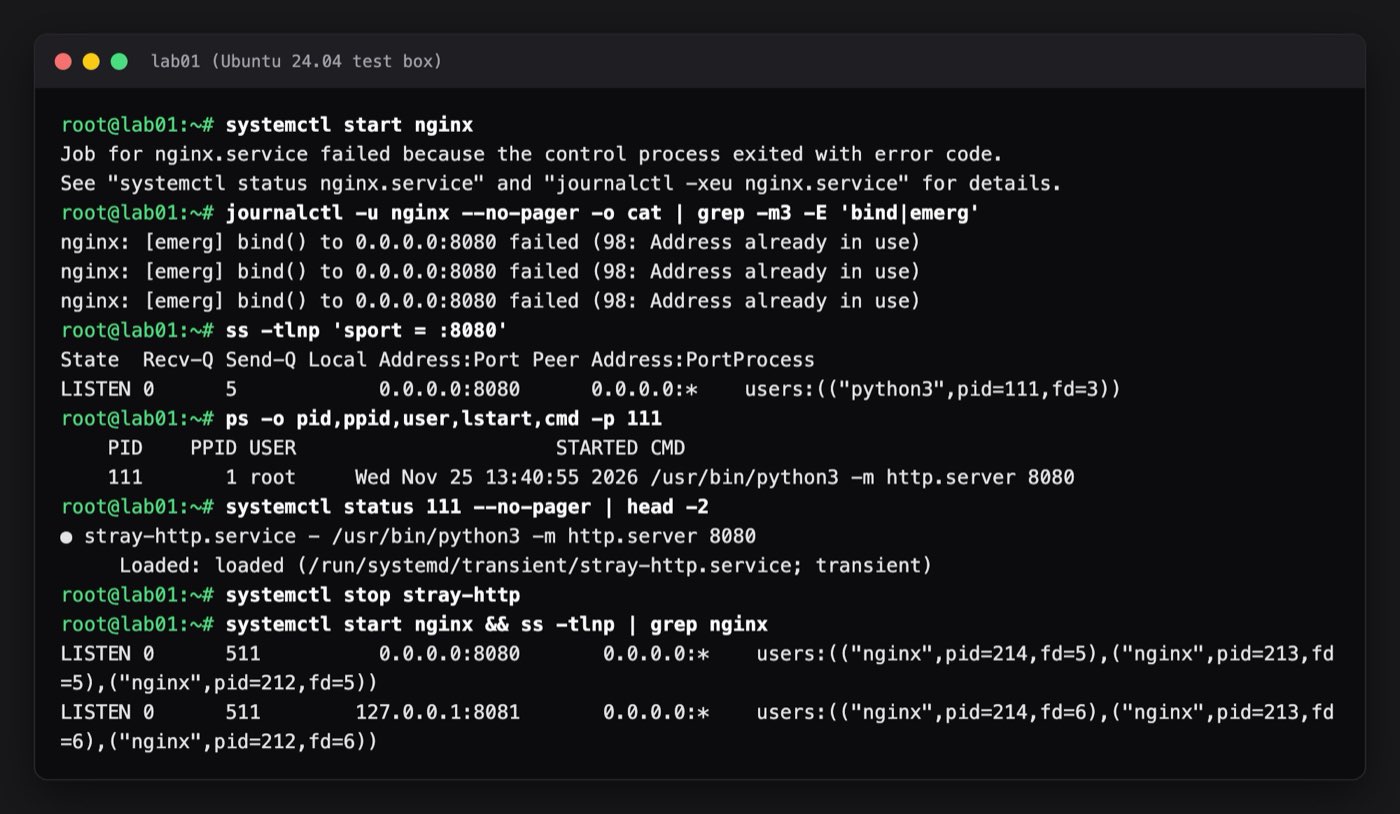 lab01 (Ubuntu 24.04 test box)
root@lab01:~# systemctl start nginx
Job for nginx.service failed because the control process exited with error code.
See "systemctl status nginx.service" and "journalctl -xeu nginx.service" for details.
root@lab01:~# journalctl -u nginx --no-pager -o cat | grep -m3 -E 'bind|emerg'
nginx: [emerg] bind() to 0.0.0.0:8080 failed (98: Address already in use)
nginx: [emerg] bind() to 0.0.0.0:8080 failed (98: Address already in use)
nginx: [emerg] bind() to 0.0.0.0:8080 failed (98: Address already in use)
root@lab01:~# ss -tlnp 'sport = :8080'
State  Recv-Q Send-Q Local Address:Port Peer Address:PortProcess
LISTEN 0      5            0.0.0.0:8080      0.0.0.0:*    users:(("python3",pid=111,fd=3))
root@lab01:~# ps -o pid,ppid,user,lstart,cmd -p 111
    PID    PPID USER                      STARTED CMD
    111       1 root     Wed Nov 25 13:40:55 2026 /usr/bin/python3 -m http.server 8080
root@lab01:~# systemctl status 111 --no-pager | head -2
● stray-http.service - /usr/bin/python3 -m http.server 8080
     Loaded: loaded (/run/systemd/transient/stray-http.service; transient)
root@lab01:~# systemctl stop stray-http
root@lab01:~# systemctl start nginx && ss -tlnp | grep nginx
LISTEN 0      511          0.0.0.0:8080       0.0.0.0:*    users:(("nginx",pid=214,fd=5),("nginx",pid=213,fd
=5),("nginx",pid=212,fd=5))
LISTEN 0      511        127.0.0.1:8081       0.0.0.0:*    users:(("nginx",pid=214,fd=6),("nginx",pid=213,fd
=6),("nginx",pid=212,fd=6))